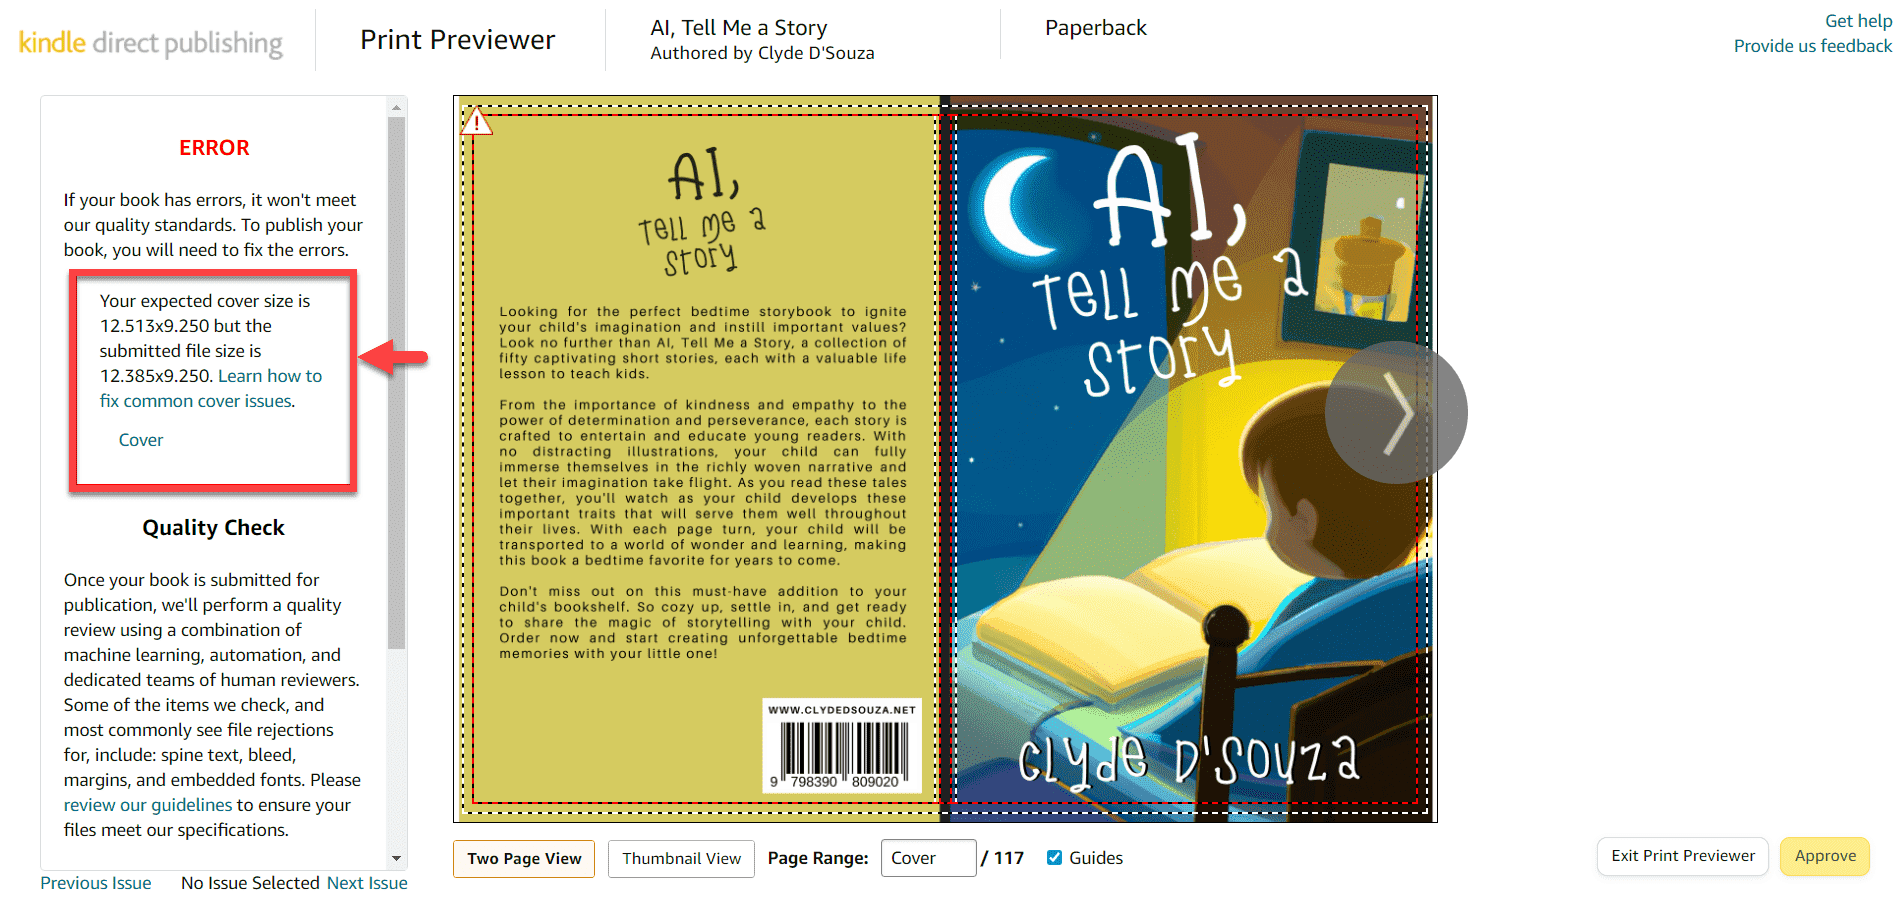 kindle direct publishing
Print Previewer
AI, Tell Me a Story
Authored by Clyde D'Souza
Paperback
Get help
Provide us feedback
ERROR
If your book has errors, it won't meet
our quality standards. To publish your
book, you will need to fix the errors.
Your expected cover size is
12.513x9.250 but the
submitted file size is
12.385x9.250. Learn how to
fix common cover issues.
Cover
Quality Check
Once your book is submitted for
publication, we'll perform a quality
review using a combination of
machine learning, automation, and
dedicated teams of human reviewers.
Some of the items we check, and
most commonly see file rejections
for, include: spine text, bleed,
margins, and embedded fonts. Please
review our guidelines to ensure your
files meet our specifications.
Previous Issue
No Issue Selected
Next Issue
AI,
Tell me a
Story
Looking for the perfect bedtime storybook to ignite
your child's imagination and instill important values?
Look no further than AI, Tell Me a Story, a collection of
fifty captivating short stories, each with a valuable life
lesson to teach kids.
From the importance of kindness and empathy to the
power of determination and perseverance, each story is
crafted to entertain and educate young readers. With
no distracting illustrations, your child can fully
immerse themselves in the richly woven narrative and
let their imagination take flight. As you read these tales
together, you'll watch as your child develops these
important traits that will serve them well throughout
their lives. With each page turn, your child will be
transported to a world of wonder and learning, making
this book a bedtime favorite for years to come.
Don't miss out on this must-have addition to your
child's bookshelf. So cozy up, settle in, and get ready
to share the magic of storytelling with your child.
Order now and start creating unforgettable bedtime
memories with your little one!
WWW.CLYDEDSOUZA.NET
9 798390 809020
AI,
Tell me a
Story
Clyde D'Souza
Two Page View
Thumbnail View
Page Range:
Cover
/ 117
Guides
Exit Print Previewer
Approve